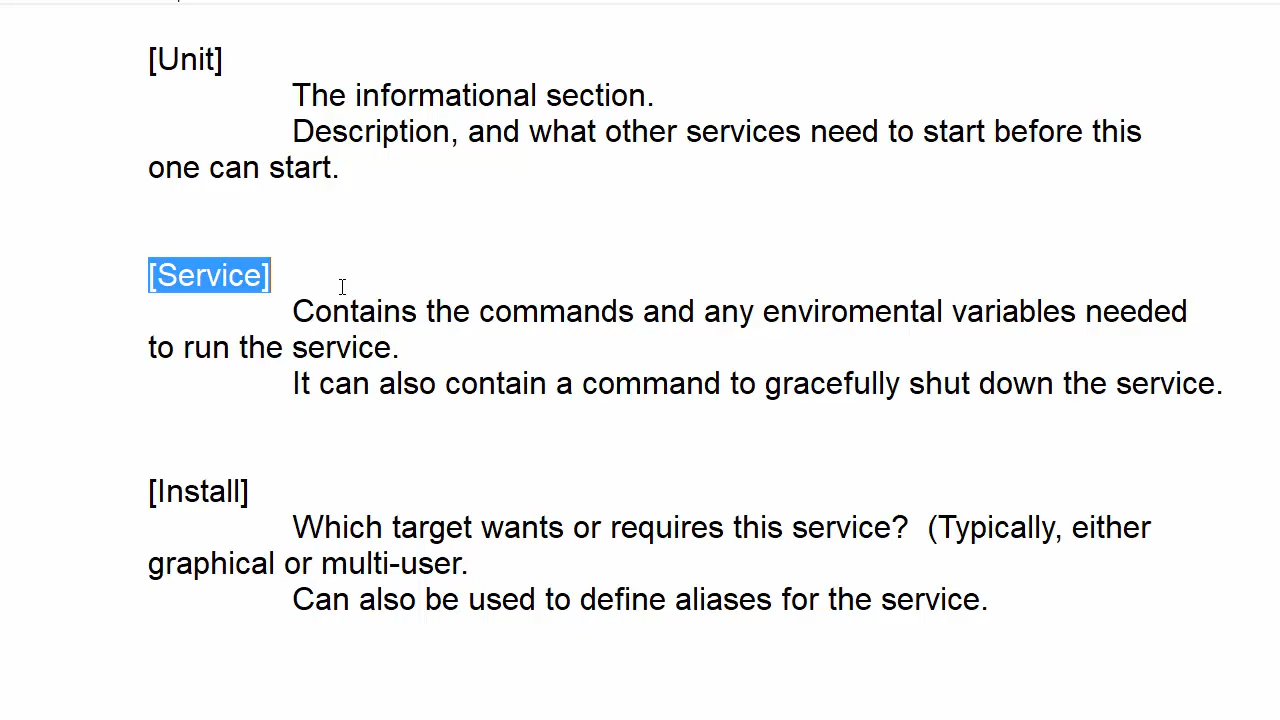 [Unit]
The informational section.
Description, and what other services need to start before this
one can start.
[Service]
Contains the commands and any enviromental variables needed
to run the service.
It can also contain a command to gracefully shut down the service.
[Install]
Which target wants or requires this service?  (Typically, either
graphical or multi-user.
Can also be used to define aliases for the service.